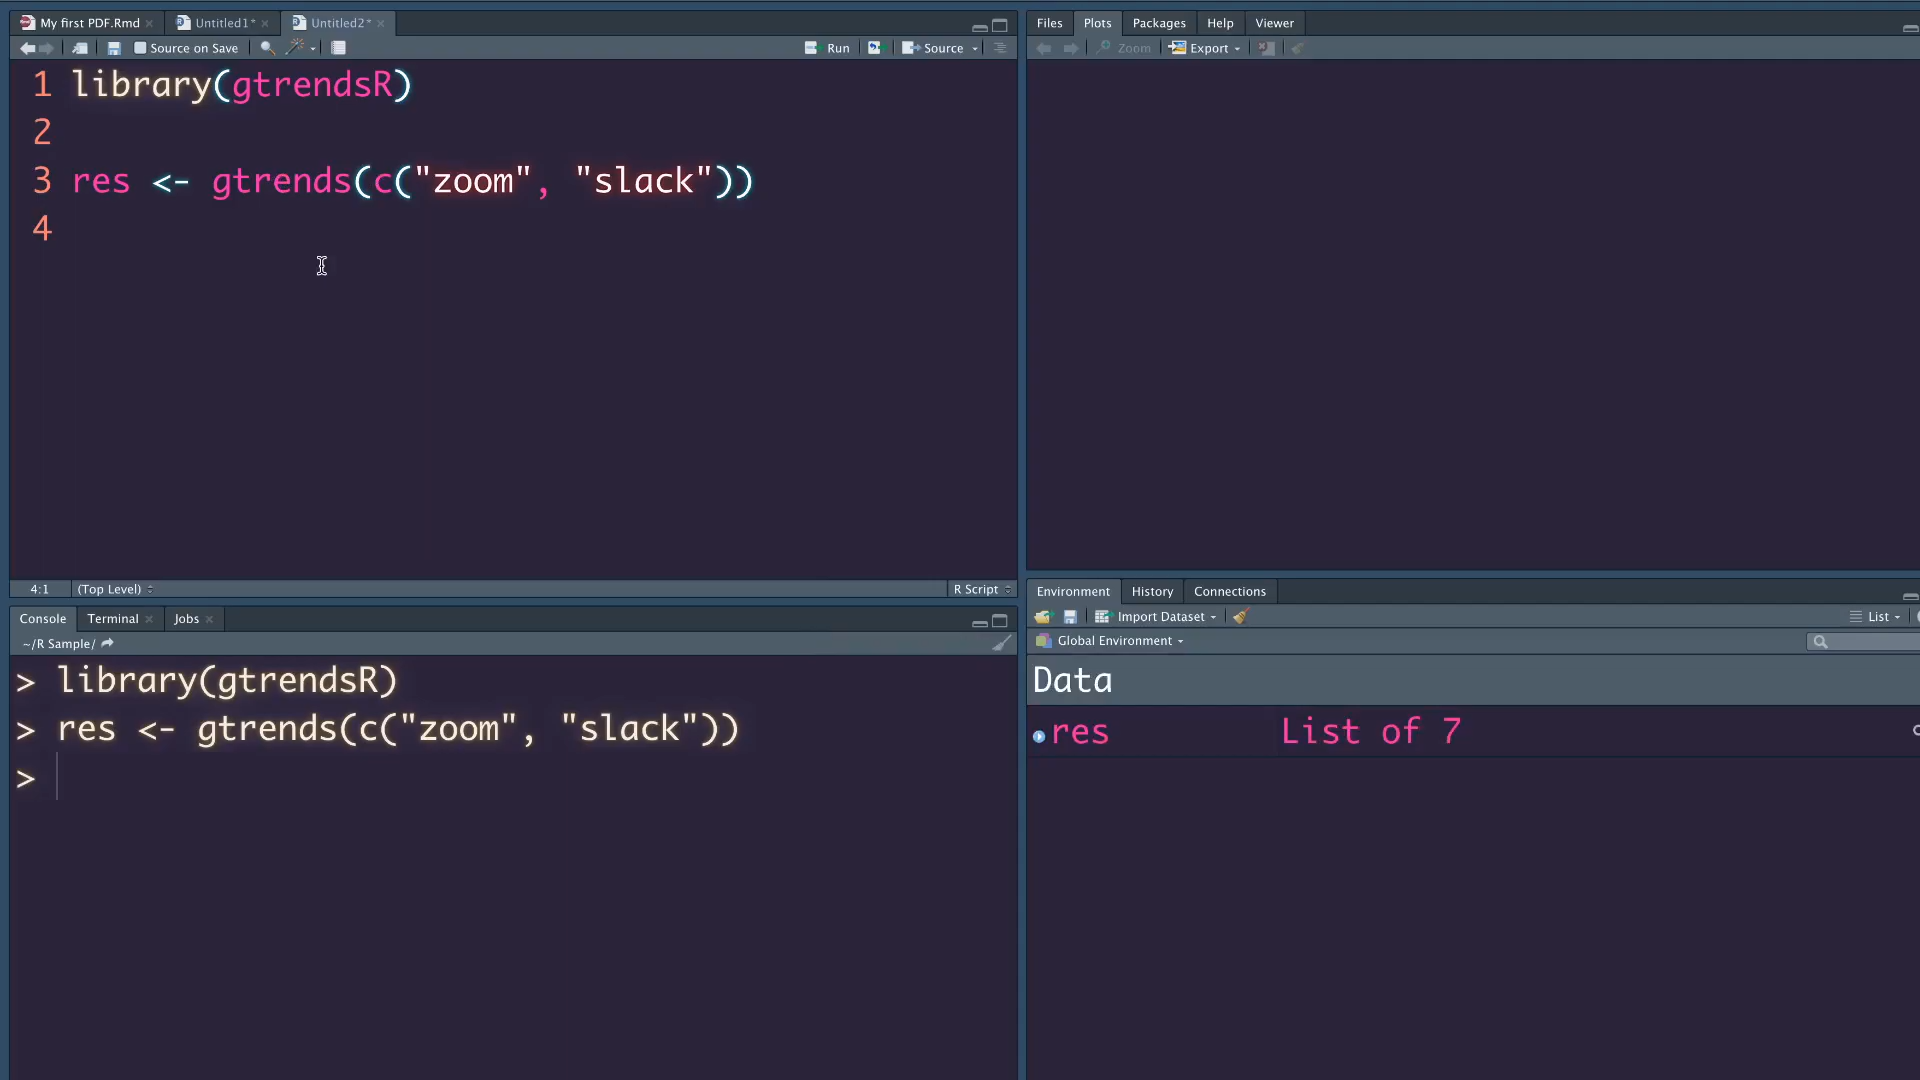 My first PDF.Rmd
Untitled1*
Untitled2*
Source on Save
Run
Source
1 library(gtrendsR)
2
3 res <- gtrends(c("zoom", "slack"))
4
4:1
(Top Level)
R Script
Console
Terminal
Jobs
~/R Sample/
> library(gtrendsR)
> res <- gtrends(c("zoom", "slack"))
>
Files
Plots
Packages
Help
Viewer
Zoom
Export
Environment
History
Connections
Import Dataset
List
Global Environment
Data
res List of 7